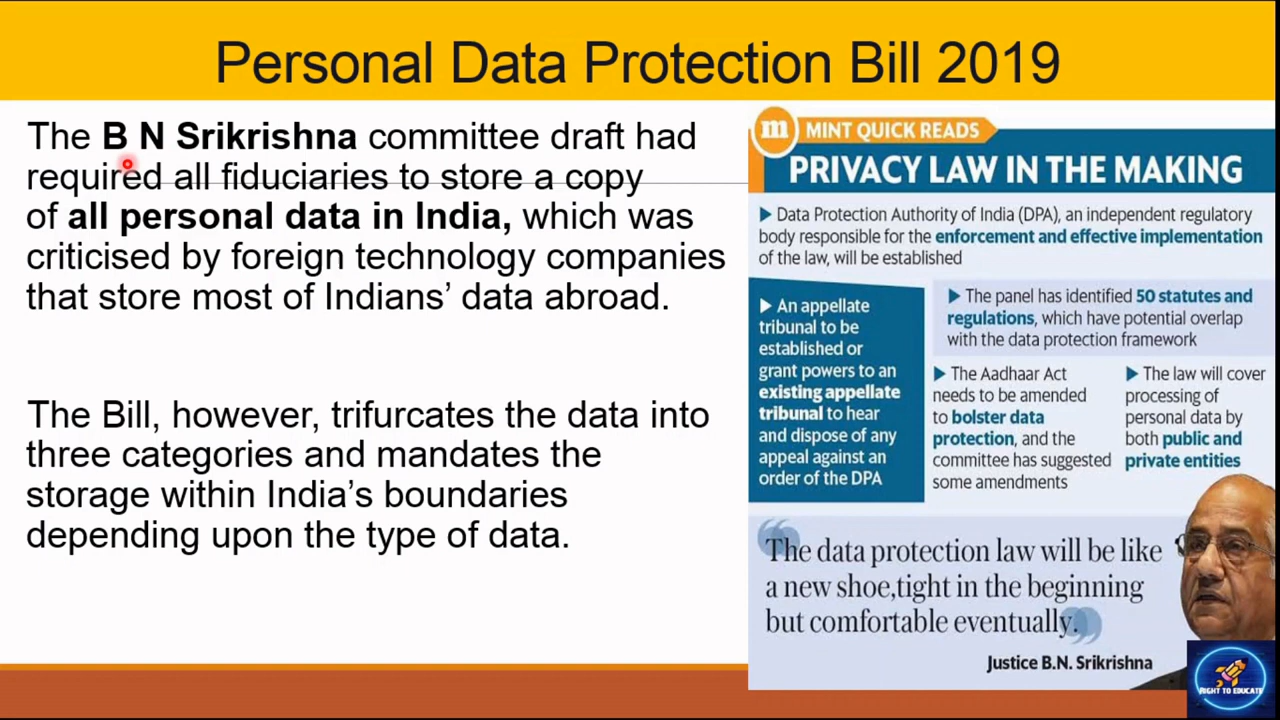 Personal Data Protection Bill 2019
The B N Srikrishna committee draft had
required all fiduciaries to store a copy
of all personal data in India, which was
criticised by foreign technology companies
that store most of Indians’ data abroad.
The Bill, however, trifurcates the data into
three categories and mandates the
storage within India’s boundaries
depending upon the type of data.
m MINT QUICK READS
PRIVACY LAW IN THE MAKING
▶ Data Protection Authority of India (DPA), an independent regulatory
body responsible for the enforcement and effective implementation
of the law, will be established
▶ An appellate
tribunal to be
established or
grant powers to an
existing appellate
tribunal to hear
and dispose of any
appeal against an
order of the DPA
▶ The panel has identified 50 statutes and
regulations, which have potential overlap
with the data protection framework
▶ The Aadhaar Act
needs to be amended
to bolster data
protection, and the
committee has suggested
some amendments
▶ The law will cover
processing of
personal data by
both public and
private entities
“The data protection law will be like
a new shoe,tight in the beginning
but comfortable eventually.”
Justice B.N. Srikrishna
RIGHT TO EDUCATE